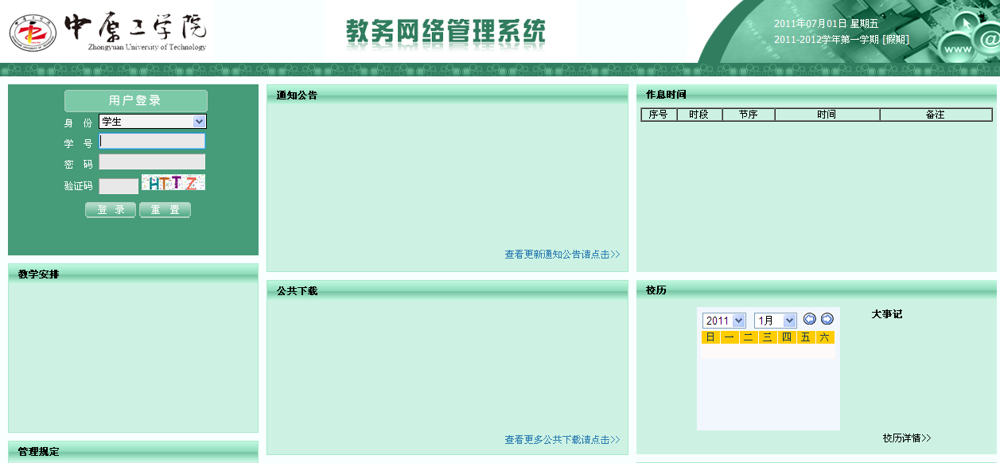 中原工学院
Zhongyuan University of Technology
教务网络管理系统
2011年07月01日 星期五
2011-2012学年第一学期 [假期]
www
@
用户登录
身 份 学生
学 号
密 码
验证码 HTTZ
登 录 重 置
教学安排
管理规定
通知公告
查看更新通知公告请点击>>
公共下载
查看更多公共下载请点击>>
作息时间
序号 时段 节序 时间 备注
校历
2011 1月
日 一 二 三 四 五 六
大事记
校历详情>>